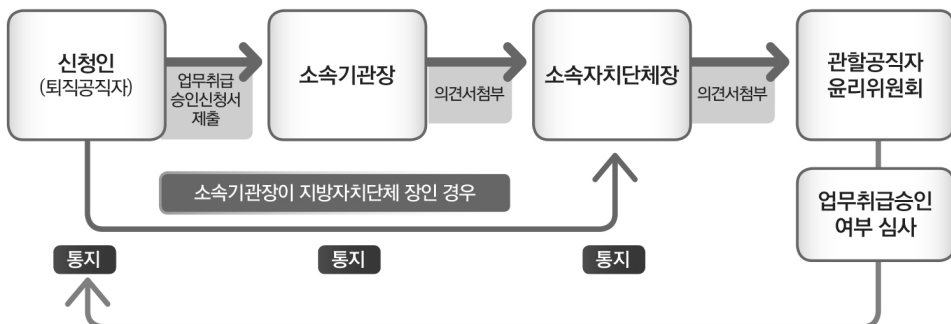 신청인
(퇴직공직자)
업무취급
승인신청서
제출
소속기관장
의견서첨부
소속자치단체장
의견서첨부
관할공직자
윤리위원회
소속기관장이 지방자치단체 장인 경우
업무취급승인
여부 심사
통지
통지
통지